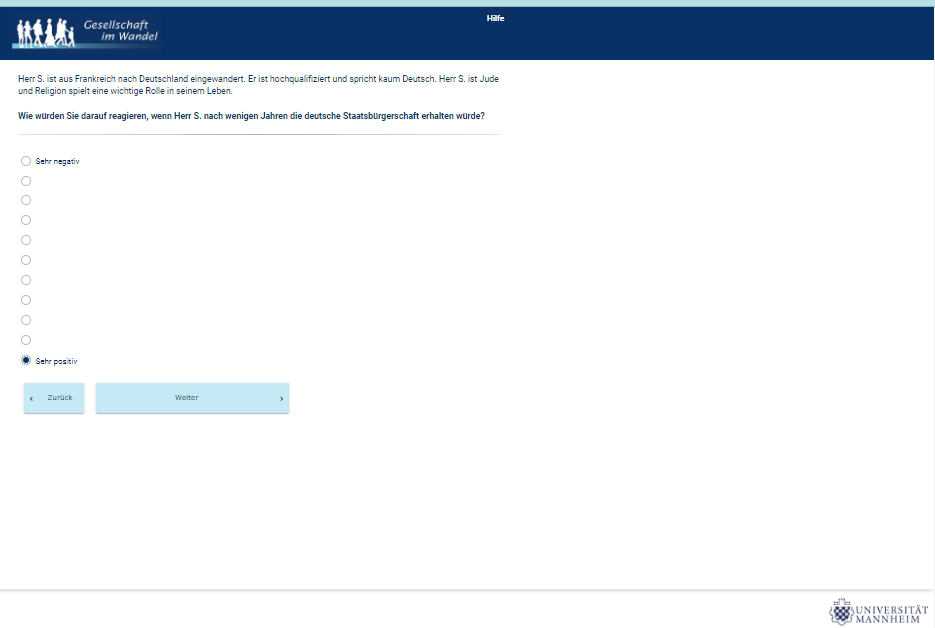 Gesellschaft
im Wandel
Hilfe
Herr S. ist aus Frankreich nach Deutschland eingewandert. Er ist hochqualifiziert und spricht kaum Deutsch. Herr S. ist Jude
und Religion spielt eine wichtige Rolle in seinem Leben.
Wie würden Sie darauf reagieren, wenn Herr S. nach wenigen Jahren die deutsche Staatsbürgerschaft erhalten würde?
Sehr negativ
Sehr positiv
‹ Zurück
Weiter ›
UNIVERSITÄT
MANNHEIM